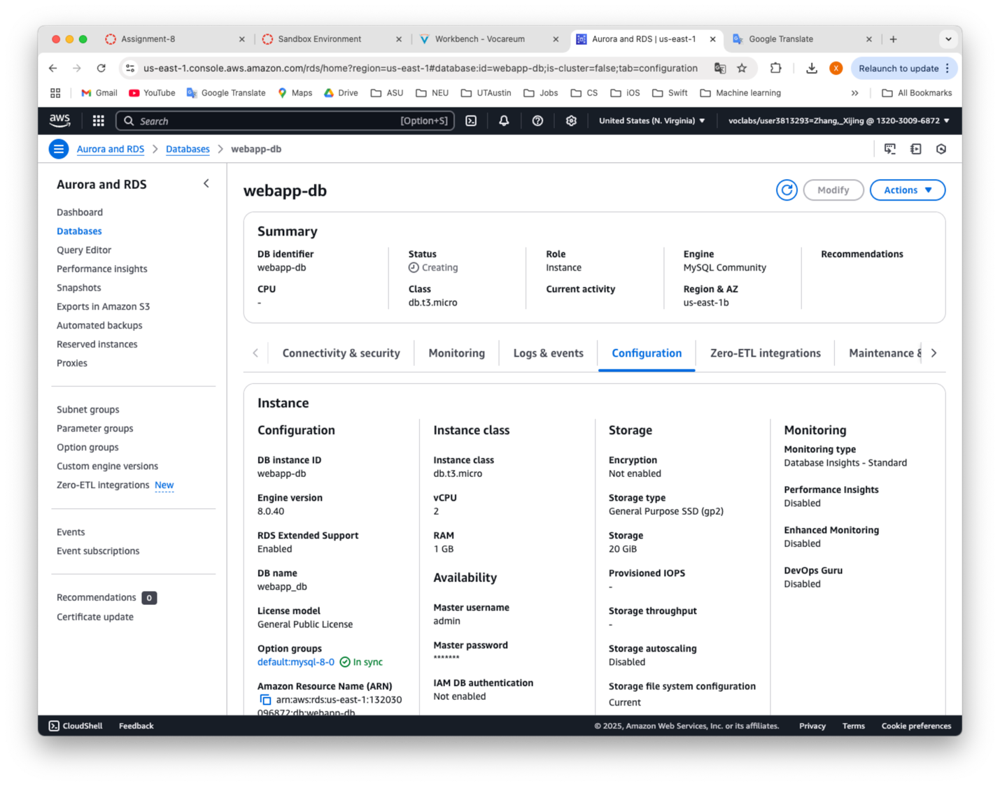 Assignment-8
Sandbox Environment
Workbench - Vocareum
Aurora and RDS | us-east-1
Google Translate
us-east-1.console.aws.amazon.com/rds/home?region=us-east-1#database:id=webapp-db;is-cluster=false;tab=configuration
X
Relaunch to update
Gmail
YouTube
Google Translate
Maps
Drive
ASU
NEU
UTAustin
Jobs
CS
iOS
Swift
Machine learning
»
All Bookmarks
aws
Search
[Option+S]
United States (N. Virginia)
voclabs/user3813293=Zhang,_Xijing @ 1320-3009-6872
Aurora and RDS
Databases
webapp-db
Aurora and RDS
Dashboard
Databases
Query Editor
Performance insights
Snapshots
Exports in Amazon S3
Automated backups
Reserved instances
Proxies
Subnet groups
Parameter groups
Option groups
Custom engine versions
Zero-ETL integrations New
Events
Event subscriptions
Recommendations 0
Certificate update
webapp-db
Modify
Actions
Summary
DB identifier
webapp-db
CPU
-
Status
Creating
Class
db.t3.micro
Role
Instance
Current activity
Engine
MySQL Community
Region & AZ
us-east-1b
Recommendations
Connectivity & security
Monitoring
Logs & events
Configuration
Zero-ETL integrations
Maintenance &
Instance
Configuration
DB instance ID
webapp-db
Engine version
8.0.40
RDS Extended Support
Enabled
DB name
webapp_db
License model
General Public License
Option groups
default:mysql-8-0 In sync
Amazon Resource Name (ARN)
arn:aws:rds:us-east-1:132030
096872:db:webapp-db
Instance class
Instance class
db.t3.micro
vCPU
2
RAM
1 GB
Availability
Master username
admin
Master password
*******
IAM DB authentication
Not enabled
Storage
Encryption
Not enabled
Storage type
General Purpose SSD (gp2)
Storage
20 GiB
Provisioned IOPS
-
Storage throughput
-
Storage autoscaling
Disabled
Storage file system configuration
Current
Monitoring
Monitoring type
Database Insights - Standard
Performance Insights
Disabled
Enhanced Monitoring
Disabled
DevOps Guru
Disabled
CloudShell
Feedback
© 2025, Amazon Web Services, Inc. or its affiliates.
Privacy
Terms
Cookie preferences